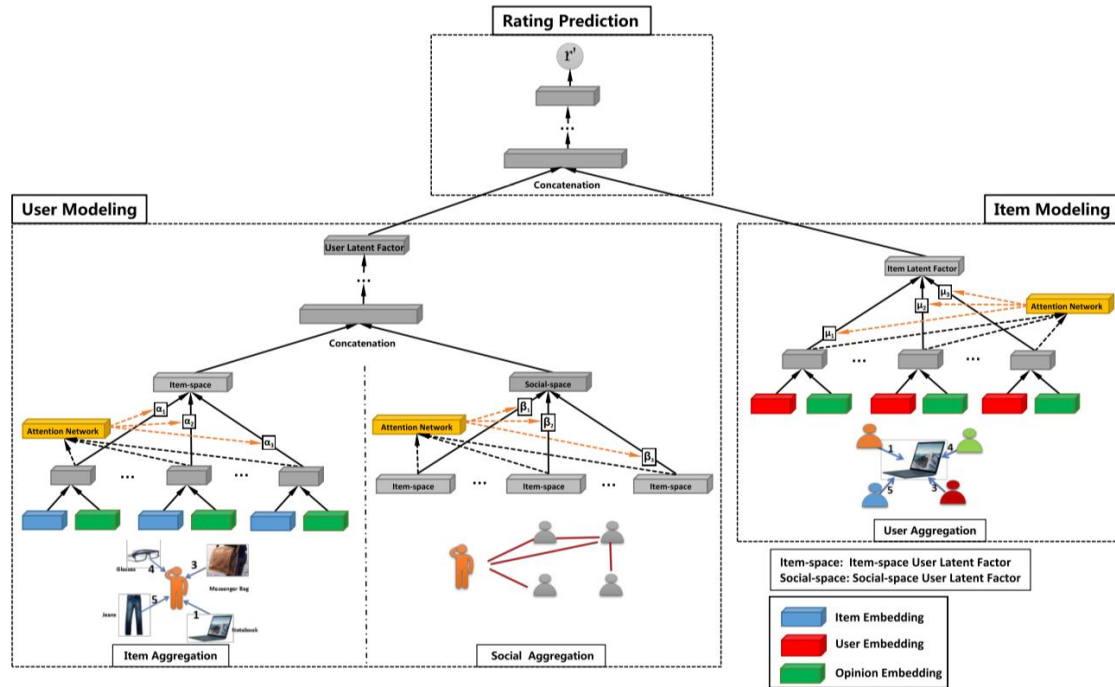 Rating Prediction
r'
...
Concatenation
User Modeling
User Latent Factor
...
Concatenation
Item-space
Social-space
α₁
α₂
α₃
Attention Network
... ...
β₁
β₂
β₃
Attention Network
Item-space ... Item-space ... Item-space
Glasses
4
3
Messenger Bag
Jeans
5
1
Notebook
Item Aggregation
Social Aggregation
Item Modeling
Item Latent Factor
μ₃
μ₂
μ₁
Attention Network
... ...
1
4
5
3
User Aggregation
Item-space: Item-space User Latent Factor
Social-space: Social-space User Latent Factor
Item Embedding
User Embedding
Opinion Embedding